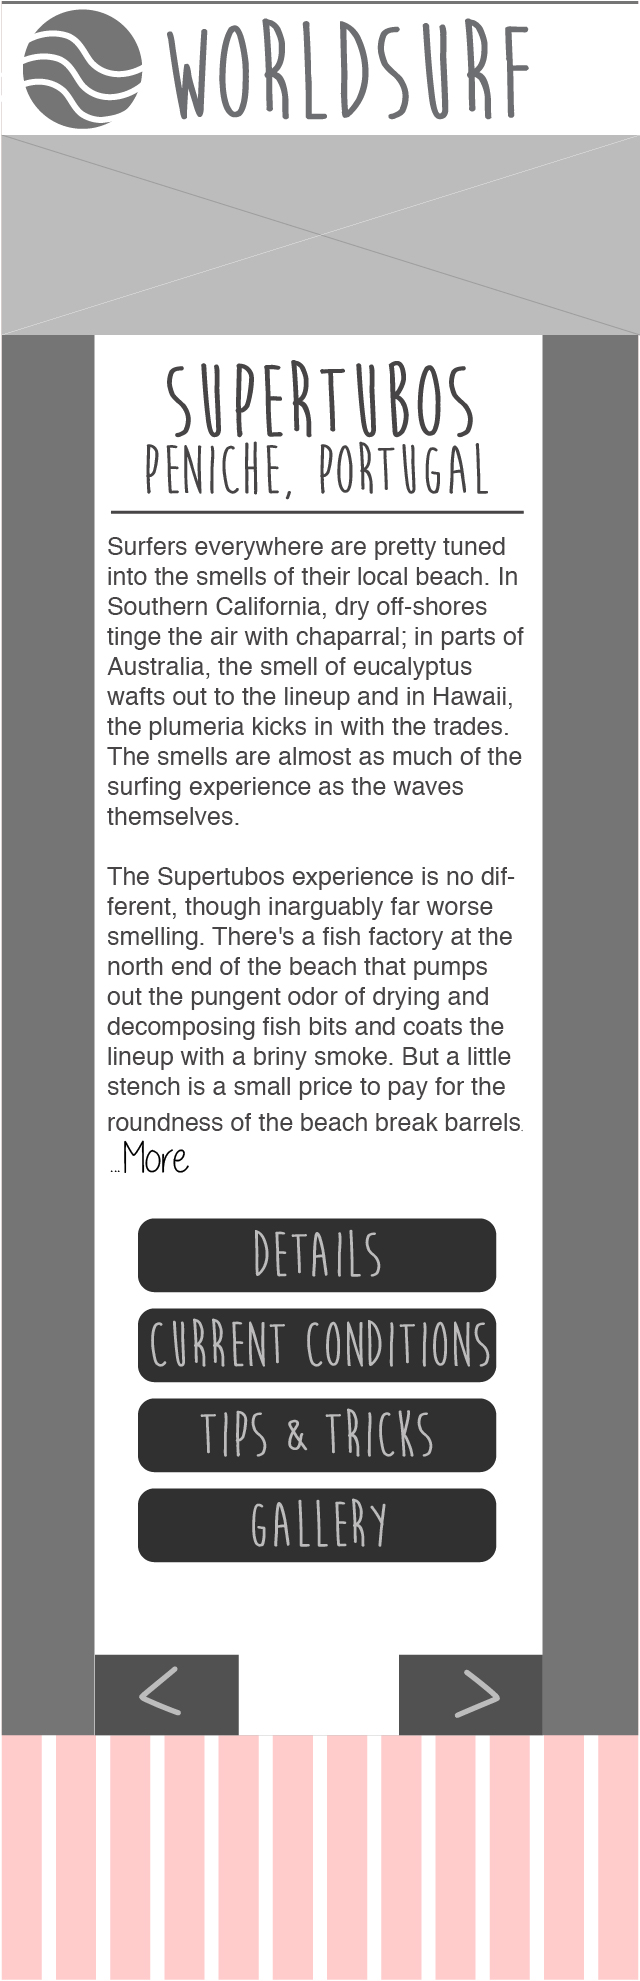 WORLDSURF
SUPERTUBOS
PENICHE, PORTUGAL
Surfers everywhere are pretty tuned
into the smells of their local beach. In
Southern California, dry off-shores
tinge the air with chaparral; in parts of
Australia, the smell of eucalyptus
wafts out to the lineup and in Hawaii,
the plumeria kicks in with the trades.
The smells are almost as much of the
surfing experience as the waves
themselves.
The Supertubos experience is no dif-
ferent, though inarguably far worse
smelling. There's a fish factory at the
north end of the beach that pumps
out the pungent odor of drying and
decomposing fish bits and coats the
lineup with a briny smoke. But a little
stench is a small price to pay for the
roundness of the beach break barrels.
...More
DETAILS
CURRENT CONDITIONS
TIPS & TRICKS
GALLERY
< >